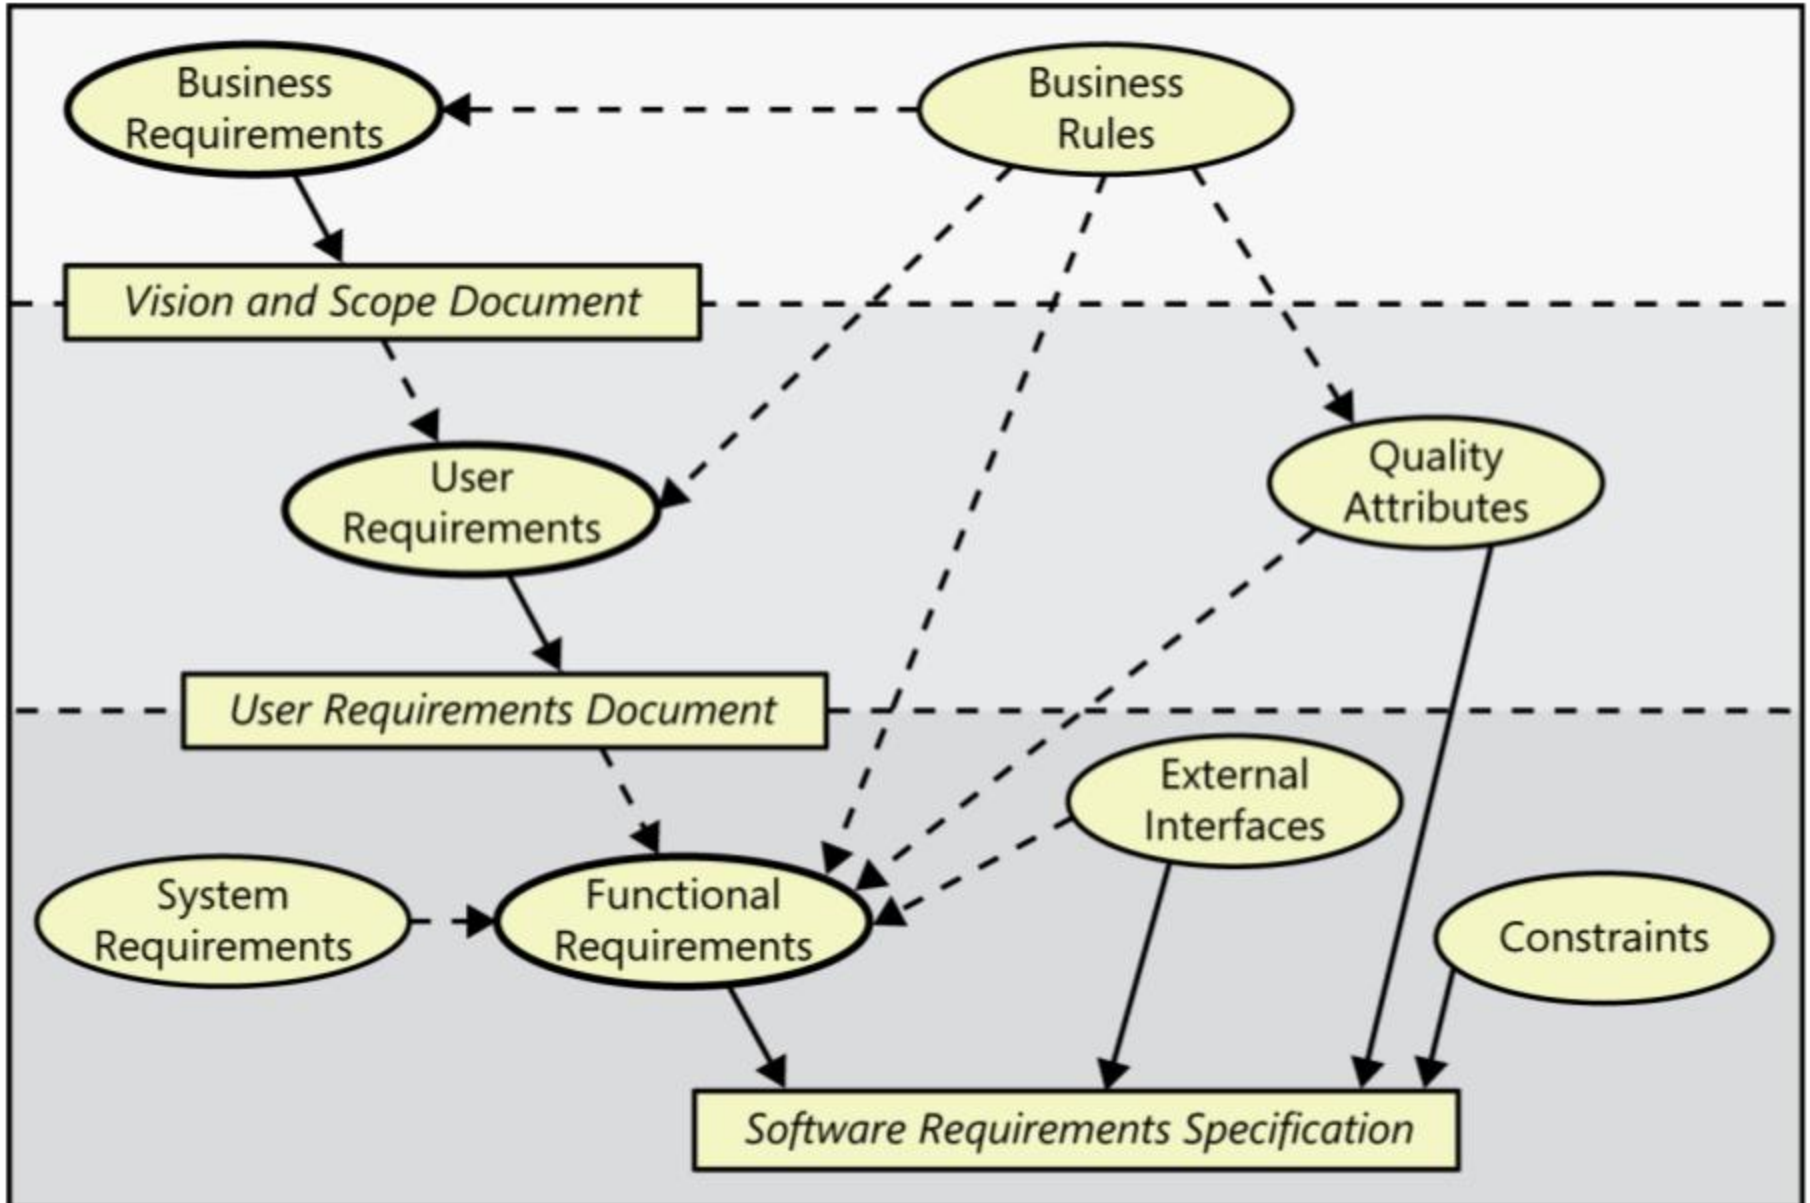 Business
Requirements
Business
Rules
Vision and Scope Document
User
Requirements
Quality
Attributes
User Requirements Document
External
Interfaces
System
Requirements
Functional
Requirements
Constraints
Software Requirements Specification